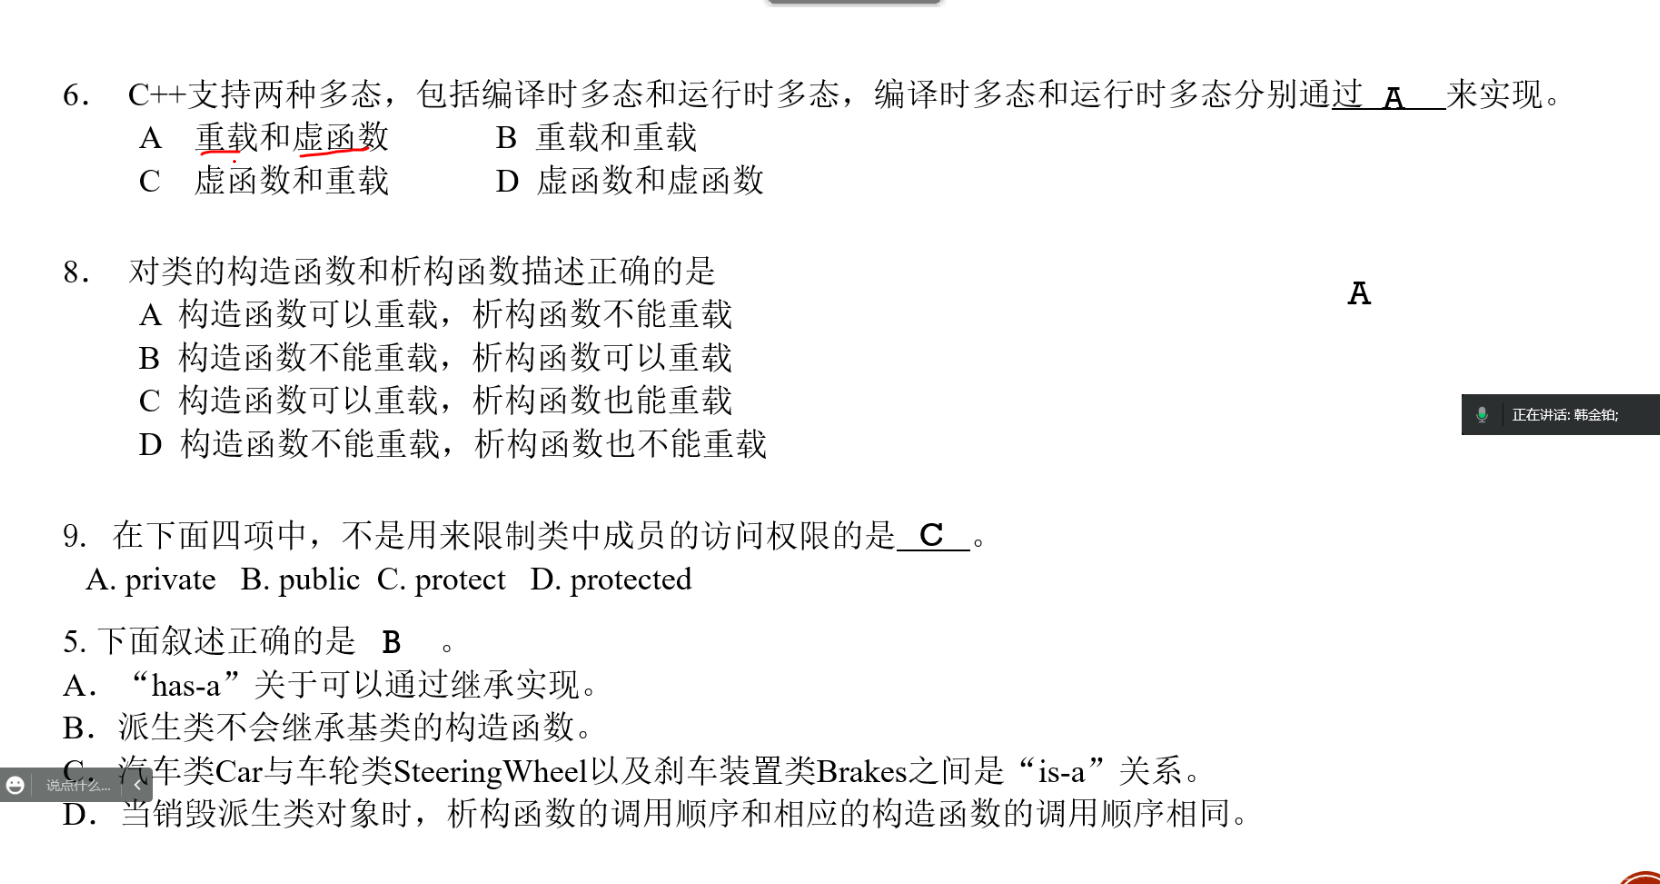 6. C++支持两种多态，包括编译时多态和运行时多态，编译时多态和运行时多态分别通过 A 来实现。
A 重载和虚函数 B 重载和重载
C 虚函数和重载 D 虚函数和虚函数
8. 对类的构造函数和析构函数描述正确的是
A
A 构造函数可以重载，析构函数不能重载
B 构造函数不能重载，析构函数可以重载
C 构造函数可以重载，析构函数也能重载
正在讲话: 韩金铂;
D 构造函数不能重载，析构函数也不能重载
9. 在下面四项中，不是用来限制类中成员的访问权限的是 C 。
A. private B. public C. protect D. protected
5. 下面叙述正确的是 B 。
A. “has-a”关于可以通过继承实现。
B. 派生类不会继承基类的构造函数。
C. 汽车类Car与车轮类SteeringWheel以及刹车装置类Brakes之间是“is-a”关系。
说点什么...
D. 当销毁派生类对象时，析构函数的调用顺序和相应的构造函数的调用顺序相同。